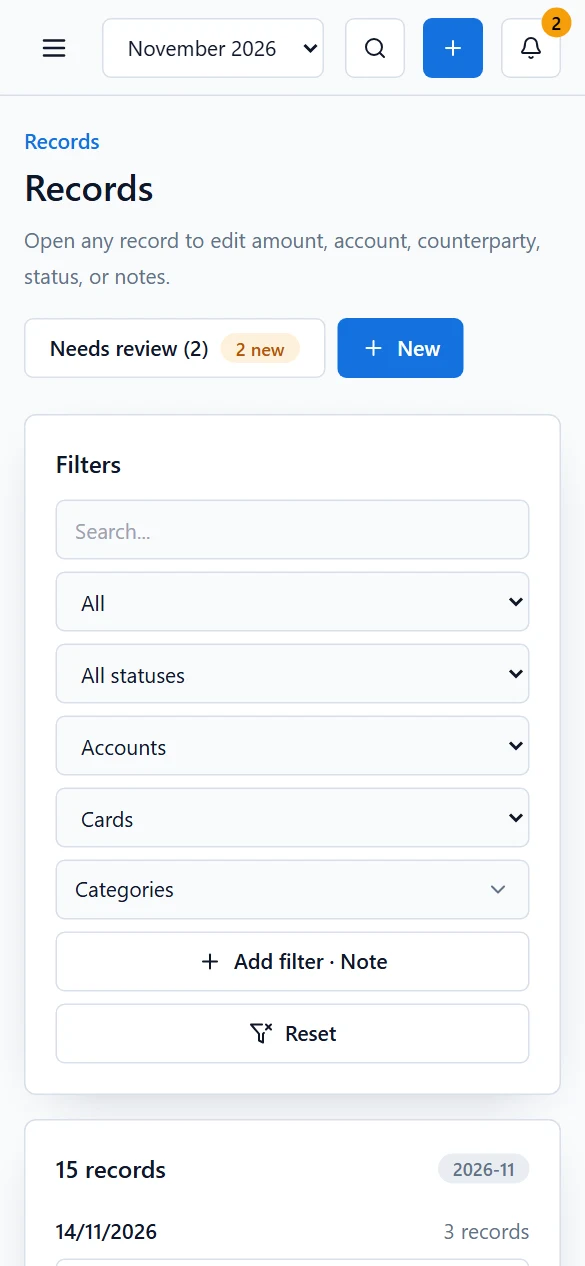 November 2026
2
Records
Records
Open any record to edit amount, account, counterparty,
status, or notes.
Needs review (2) 2 new
New
Filters
Search...
All
All statuses
Accounts
Cards
Categories
Add filter · Note
Reset
15 records 2026-11
14/11/2026 3 records